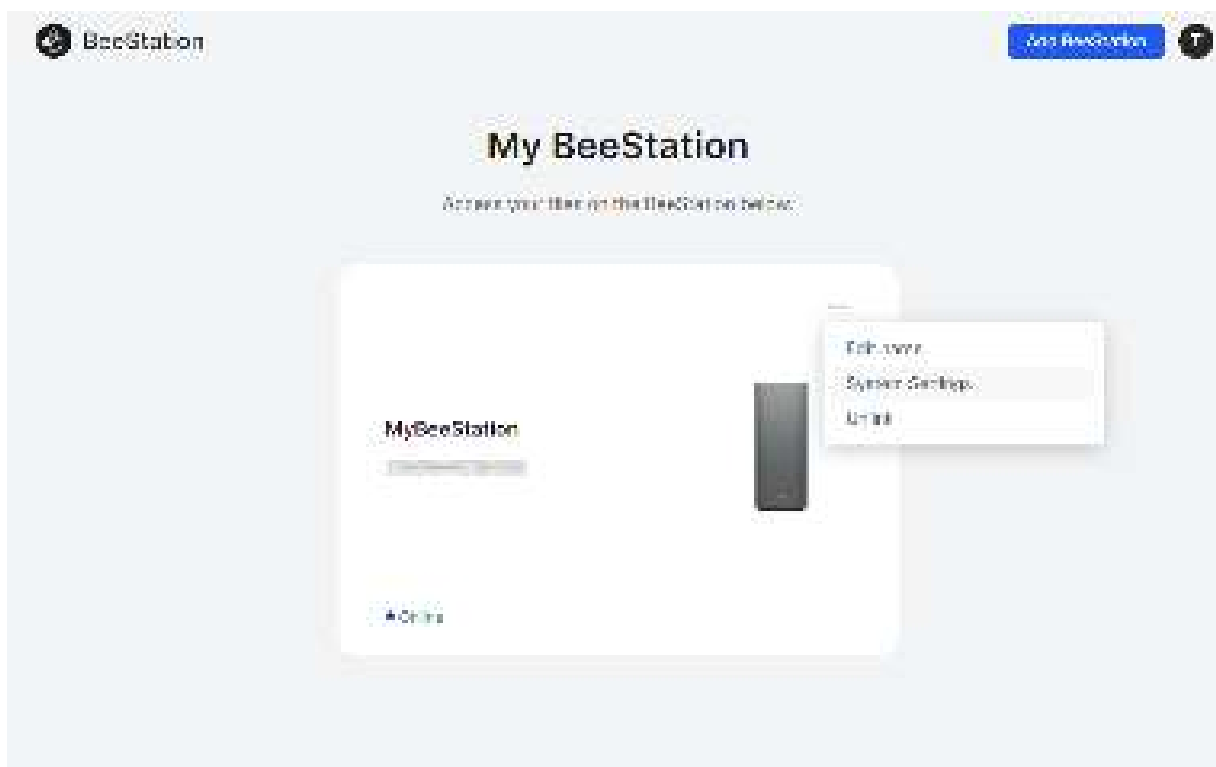 BeeStation
Add BeeStation
T
My BeeStation
Access your files on the BeeStation below.
Edit name
System Settings
Unlink
MyBeeStation
Online